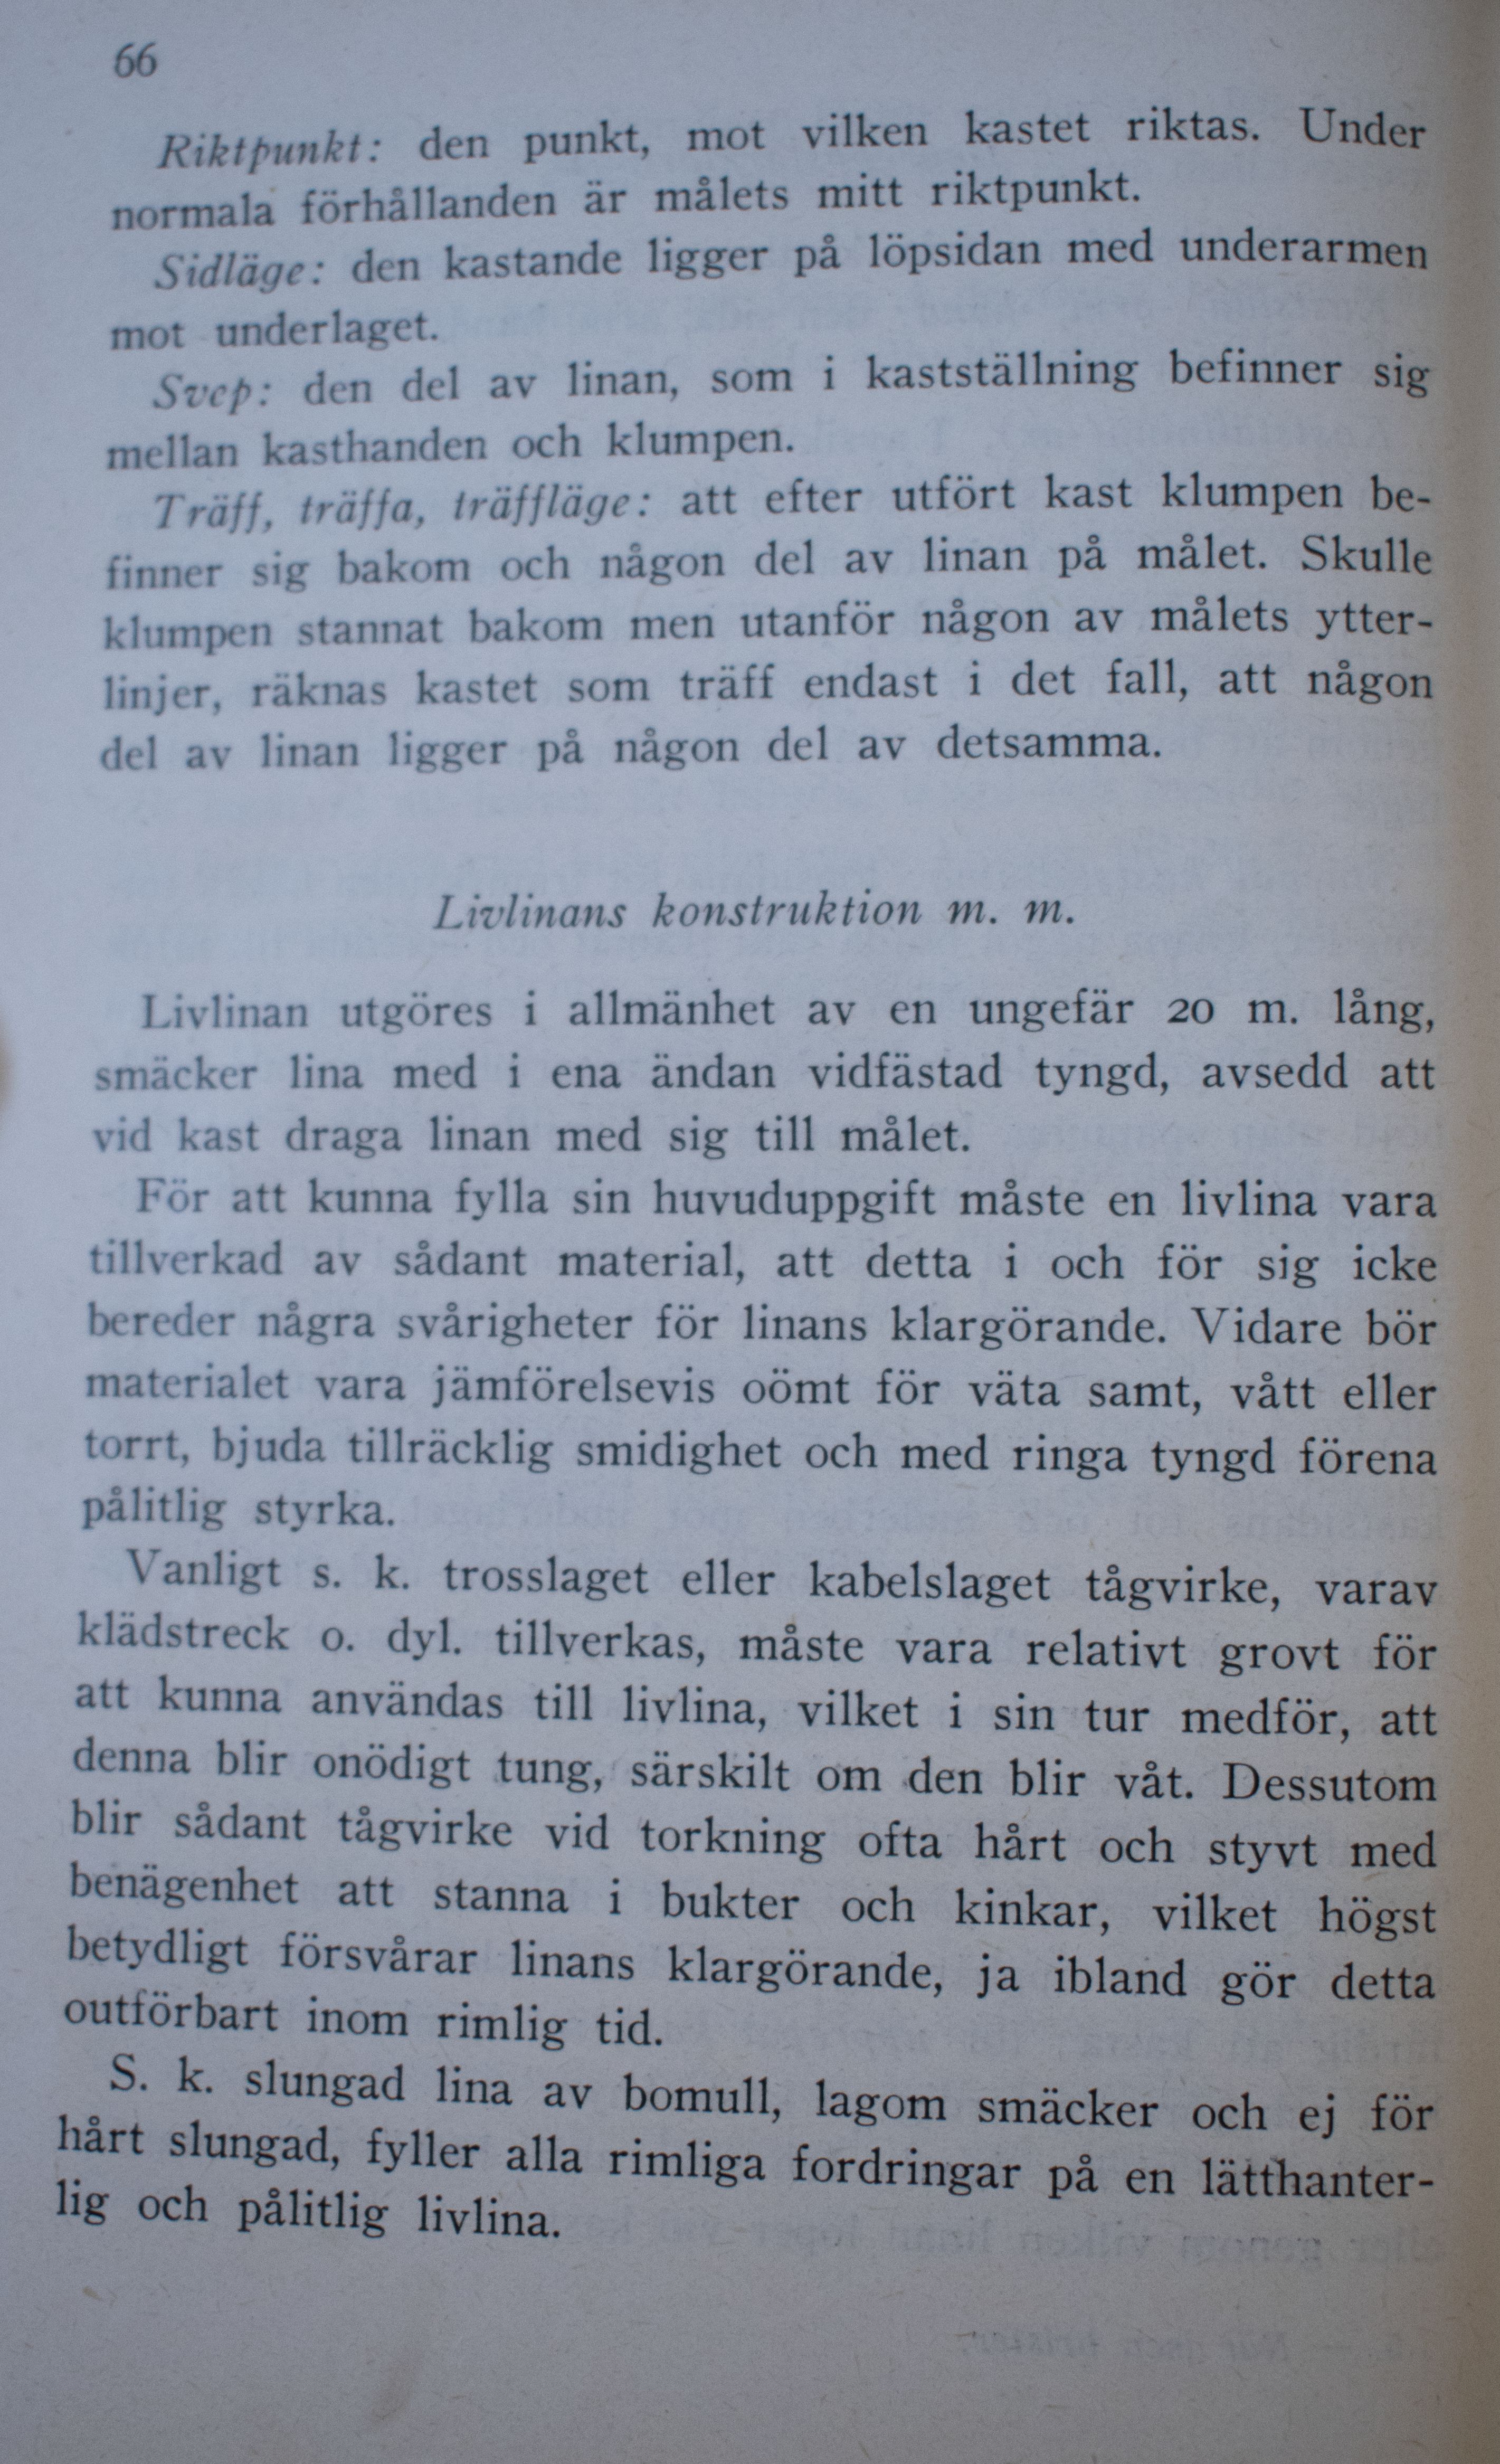 66
Riktpunkt: den punkt, mot vilken kastet riktas. Under
normala förhållanden är målets mitt riktpunkt.
Sidläge: den kastande ligger på löpsidan med underarmen
mot underlaget.
Svep: den del av linan, som i kastställning befinner sig
mellan kasthanden och klumpen.
Träff, träffa, träffläge: att efter utfört kast klumpen be-
finner sig bakom och någon del av linan på målet. Skulle
klumpen stannat bakom men utanför någon av målets ytter-
linjer, räknas kastet som träff endast i det fall, att någon
del av linan ligger på någon del av detsamma.
Livlinans konstruktion m. m.
Livlinan utgöres i allmänhet av en ungefär 20 m. lång,
smäcker lina med i ena ändan vidfästad tyngd, avsedd att
vid kast draga linan med sig till målet.
För att kunna fylla sin huvuduppgift måste en livlina vara
tillverkad av sådant material, att detta i och för sig icke
bereder några svårigheter för linans klargörande. Vidare bör
materialet vara jämförelsevis oömt för väta samt, vått eller
torrt, bjuda tillräcklig smidighet och med ringa tyngd förena
pålitlig styrka.
Vanligt s. k. trosslaget eller kabelslaget tågvirke, varav
klädstreck o. dyl. tillverkas, måste vara relativt grovt för
att kunna användas till livlina, vilket i sin tur medför, att
denna blir onödigt tung, särskilt om den blir våt. Dessutom
blir sådant tågvirke vid torkning ofta hårt och styvt med
benägenhet att stanna i bukter och kinkar, vilket högst
betydligt försvårar linans klargörande, ja ibland gör detta
outförbart inom rimlig tid.
S. k. slungad lina av bomull, lagom smäcker och ej för
hårt slungad, fyller alla rimliga fordringar på en lätthanter-
lig och pålitlig livlina.